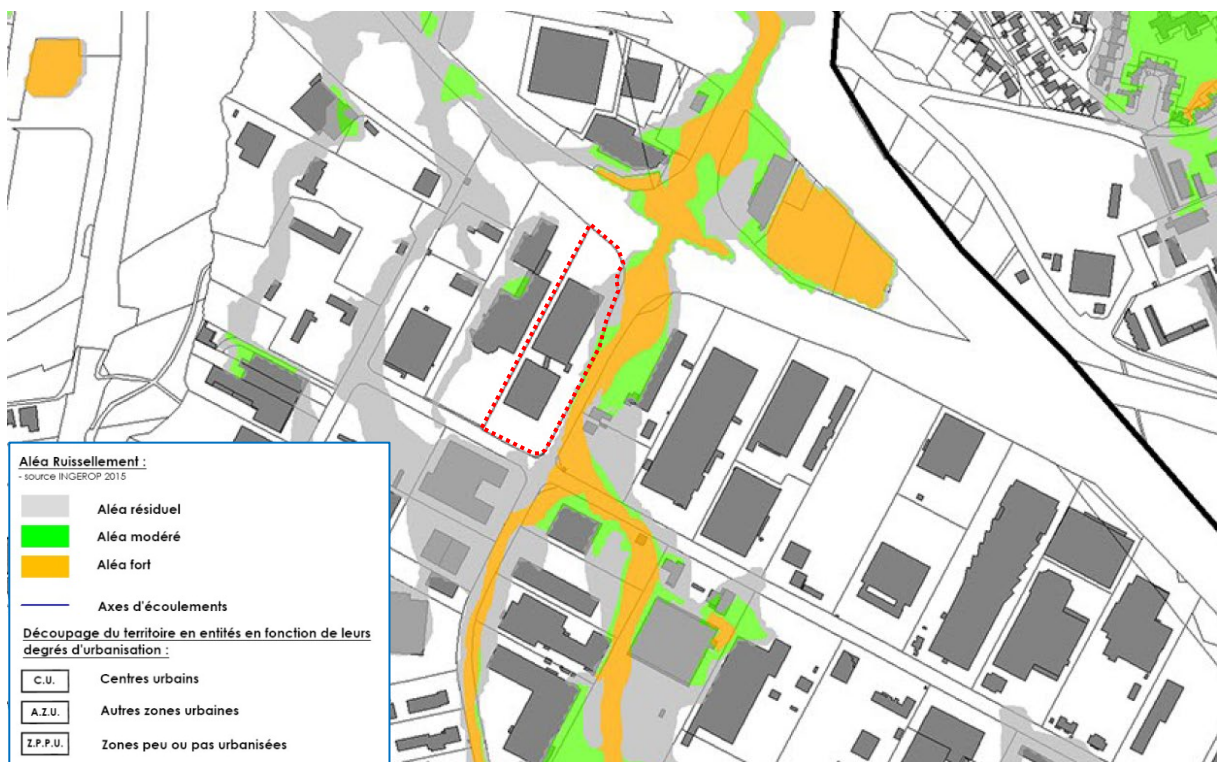 Aléa Ruissellement :
- source INGEROP 2015
Aléa résiduel
Aléa modéré
Aléa fort
Axes d'écoulements
Découpage du territoire en entités en fonction de leurs
degrés d'urbanisation :
C.U. Centres urbains
A.Z.U. Autres zones urbaines
Z.P.P.U. Zones peu ou pas urbanisées